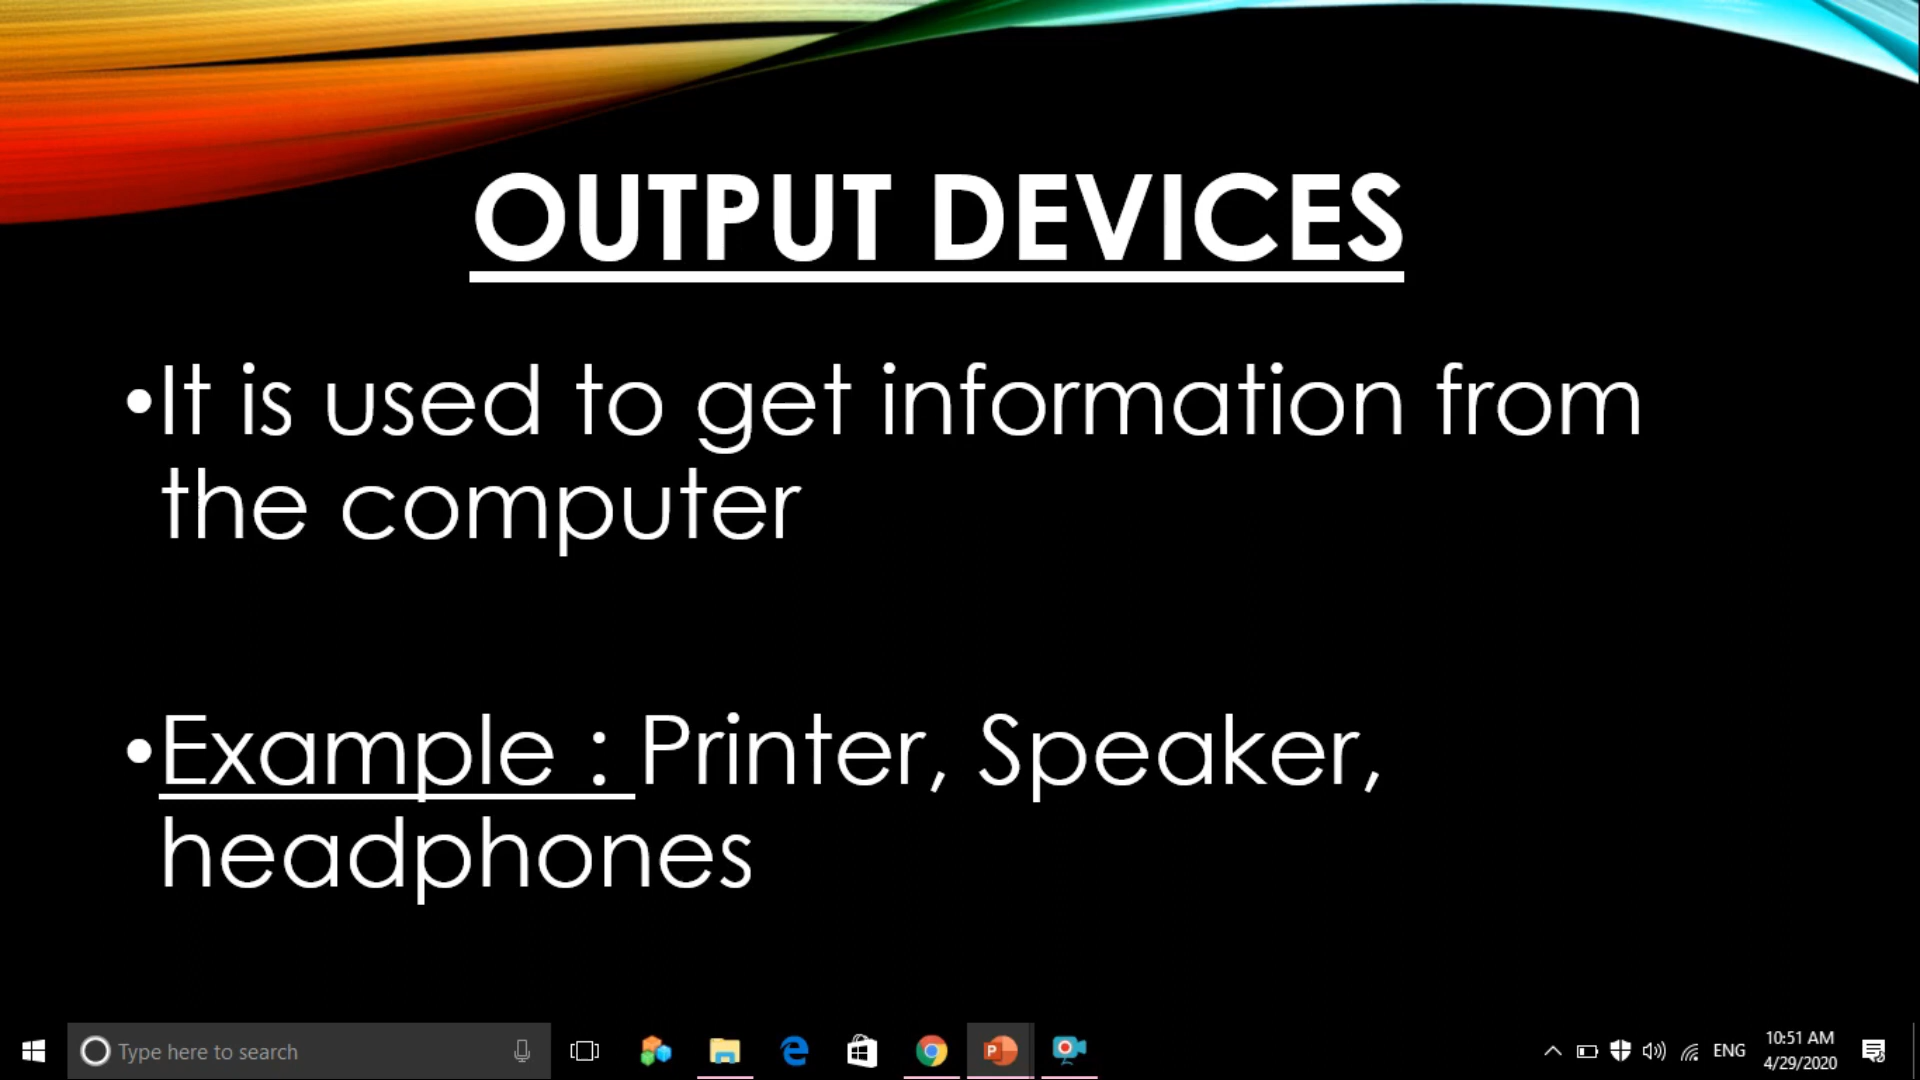 OUTPUT DEVICES
•It is used to get information from
the computer
•Example : Printer, Speaker,
headphones
Type here to search
ENG
10:51 AM
4/29/2020